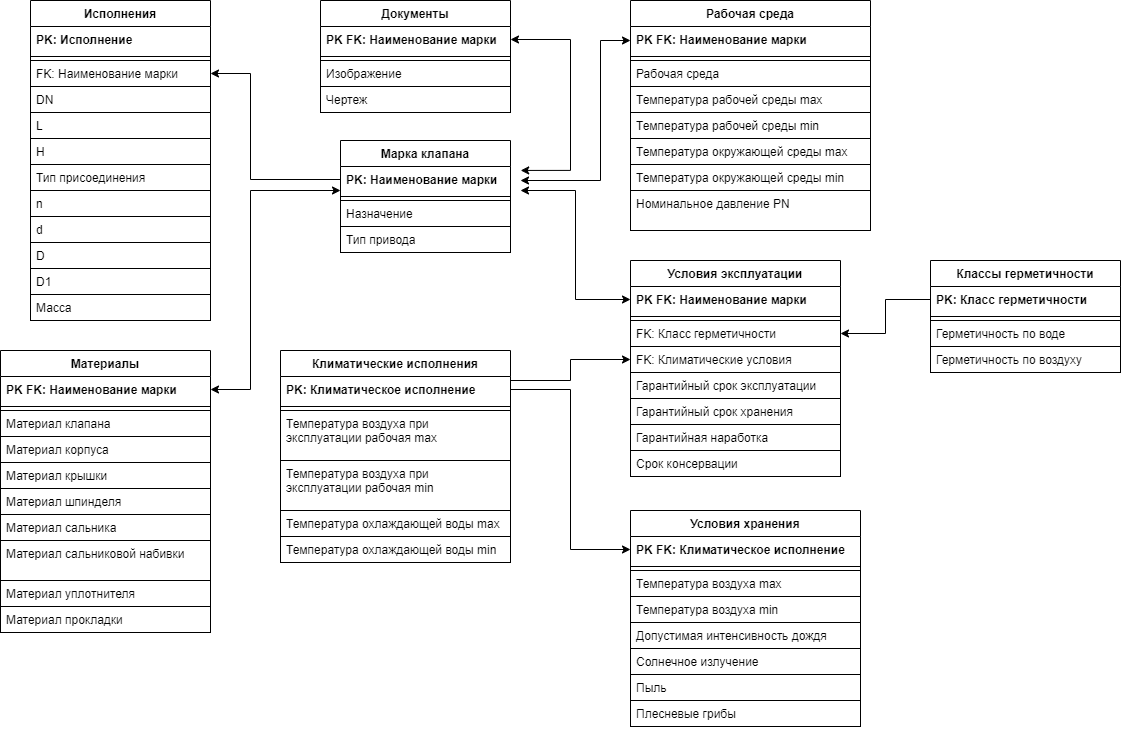 Исполнения
PK: Исполнение
FK: Наименование марки
DN
L
H
Тип присоединения
n
d
D
D1
Масса
Документы
PK FK: Наименование марки
Изображение
Чертеж
Рабочая среда
PK FK: Наименование марки
Рабочая среда
Температура рабочей среды max
Температура рабочей среды min
Температура окружающей среды max
Температура окружающей среды min
Номинальное давление PN
Марка клапана
PK: Наименование марки
Назначение
Тип привода
Условия эксплуатации
PK FK: Наименование марки
FK: Класс герметичности
FK: Климатические условия
Гарантийный срок эксплуатации
Гарантийный срок хранения
Гарантийная наработка
Срок консервации
Классы герметичности
PK: Класс герметичности
Герметичность по воде
Герметичность по воздуху
Материалы
PK FK: Наименование марки
Материал клапана
Материал корпуса
Материал крышки
Материал шпинделя
Материал сальника
Материал сальниковой набивки
Материал уплотнителя
Материал прокладки
Климатические исполнения
PK: Климатическое исполнение
Температура воздуха при
эксплуатации рабочая max
Температура воздуха при
эксплуатации рабочая min
Температура охлаждающей воды max
Температура охлаждающей воды min
Условия хранения
PK FK: Климатическое исполнение
Температура воздуха max
Температура воздуха min
Допустимая интенсивность дождя
Солнечное излучение
Пыль
Плесневые грибы